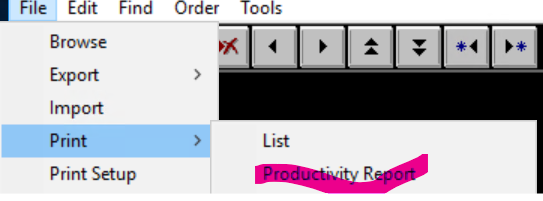 File Edit Find Order Tools
Browse
Export
Import
Print List
Print Setup Productivity Report